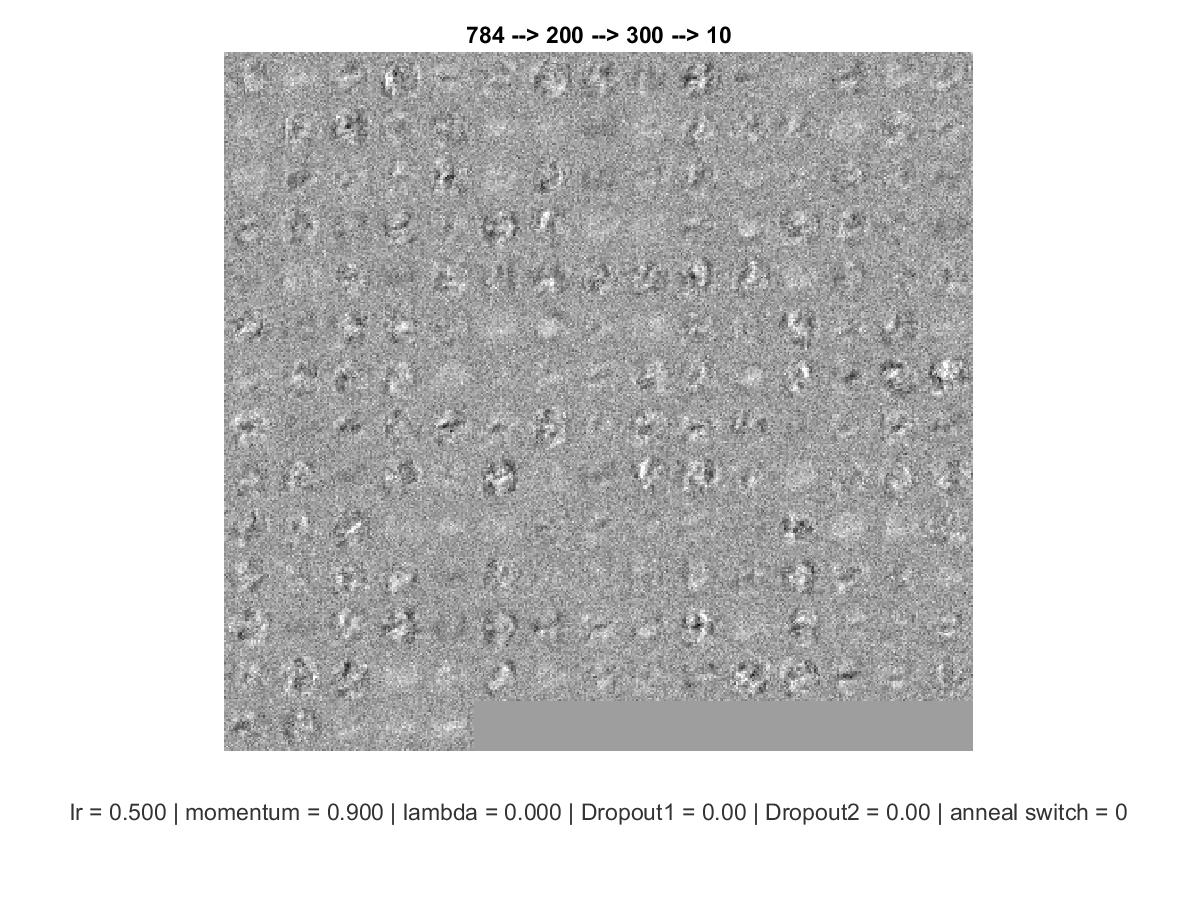 784 --> 200 --> 300 --> 10
lr = 0.500 | momentum = 0.900 | lambda = 0.000 | Dropout1 = 0.00 | Dropout2 = 0.00 | anneal switch = 0